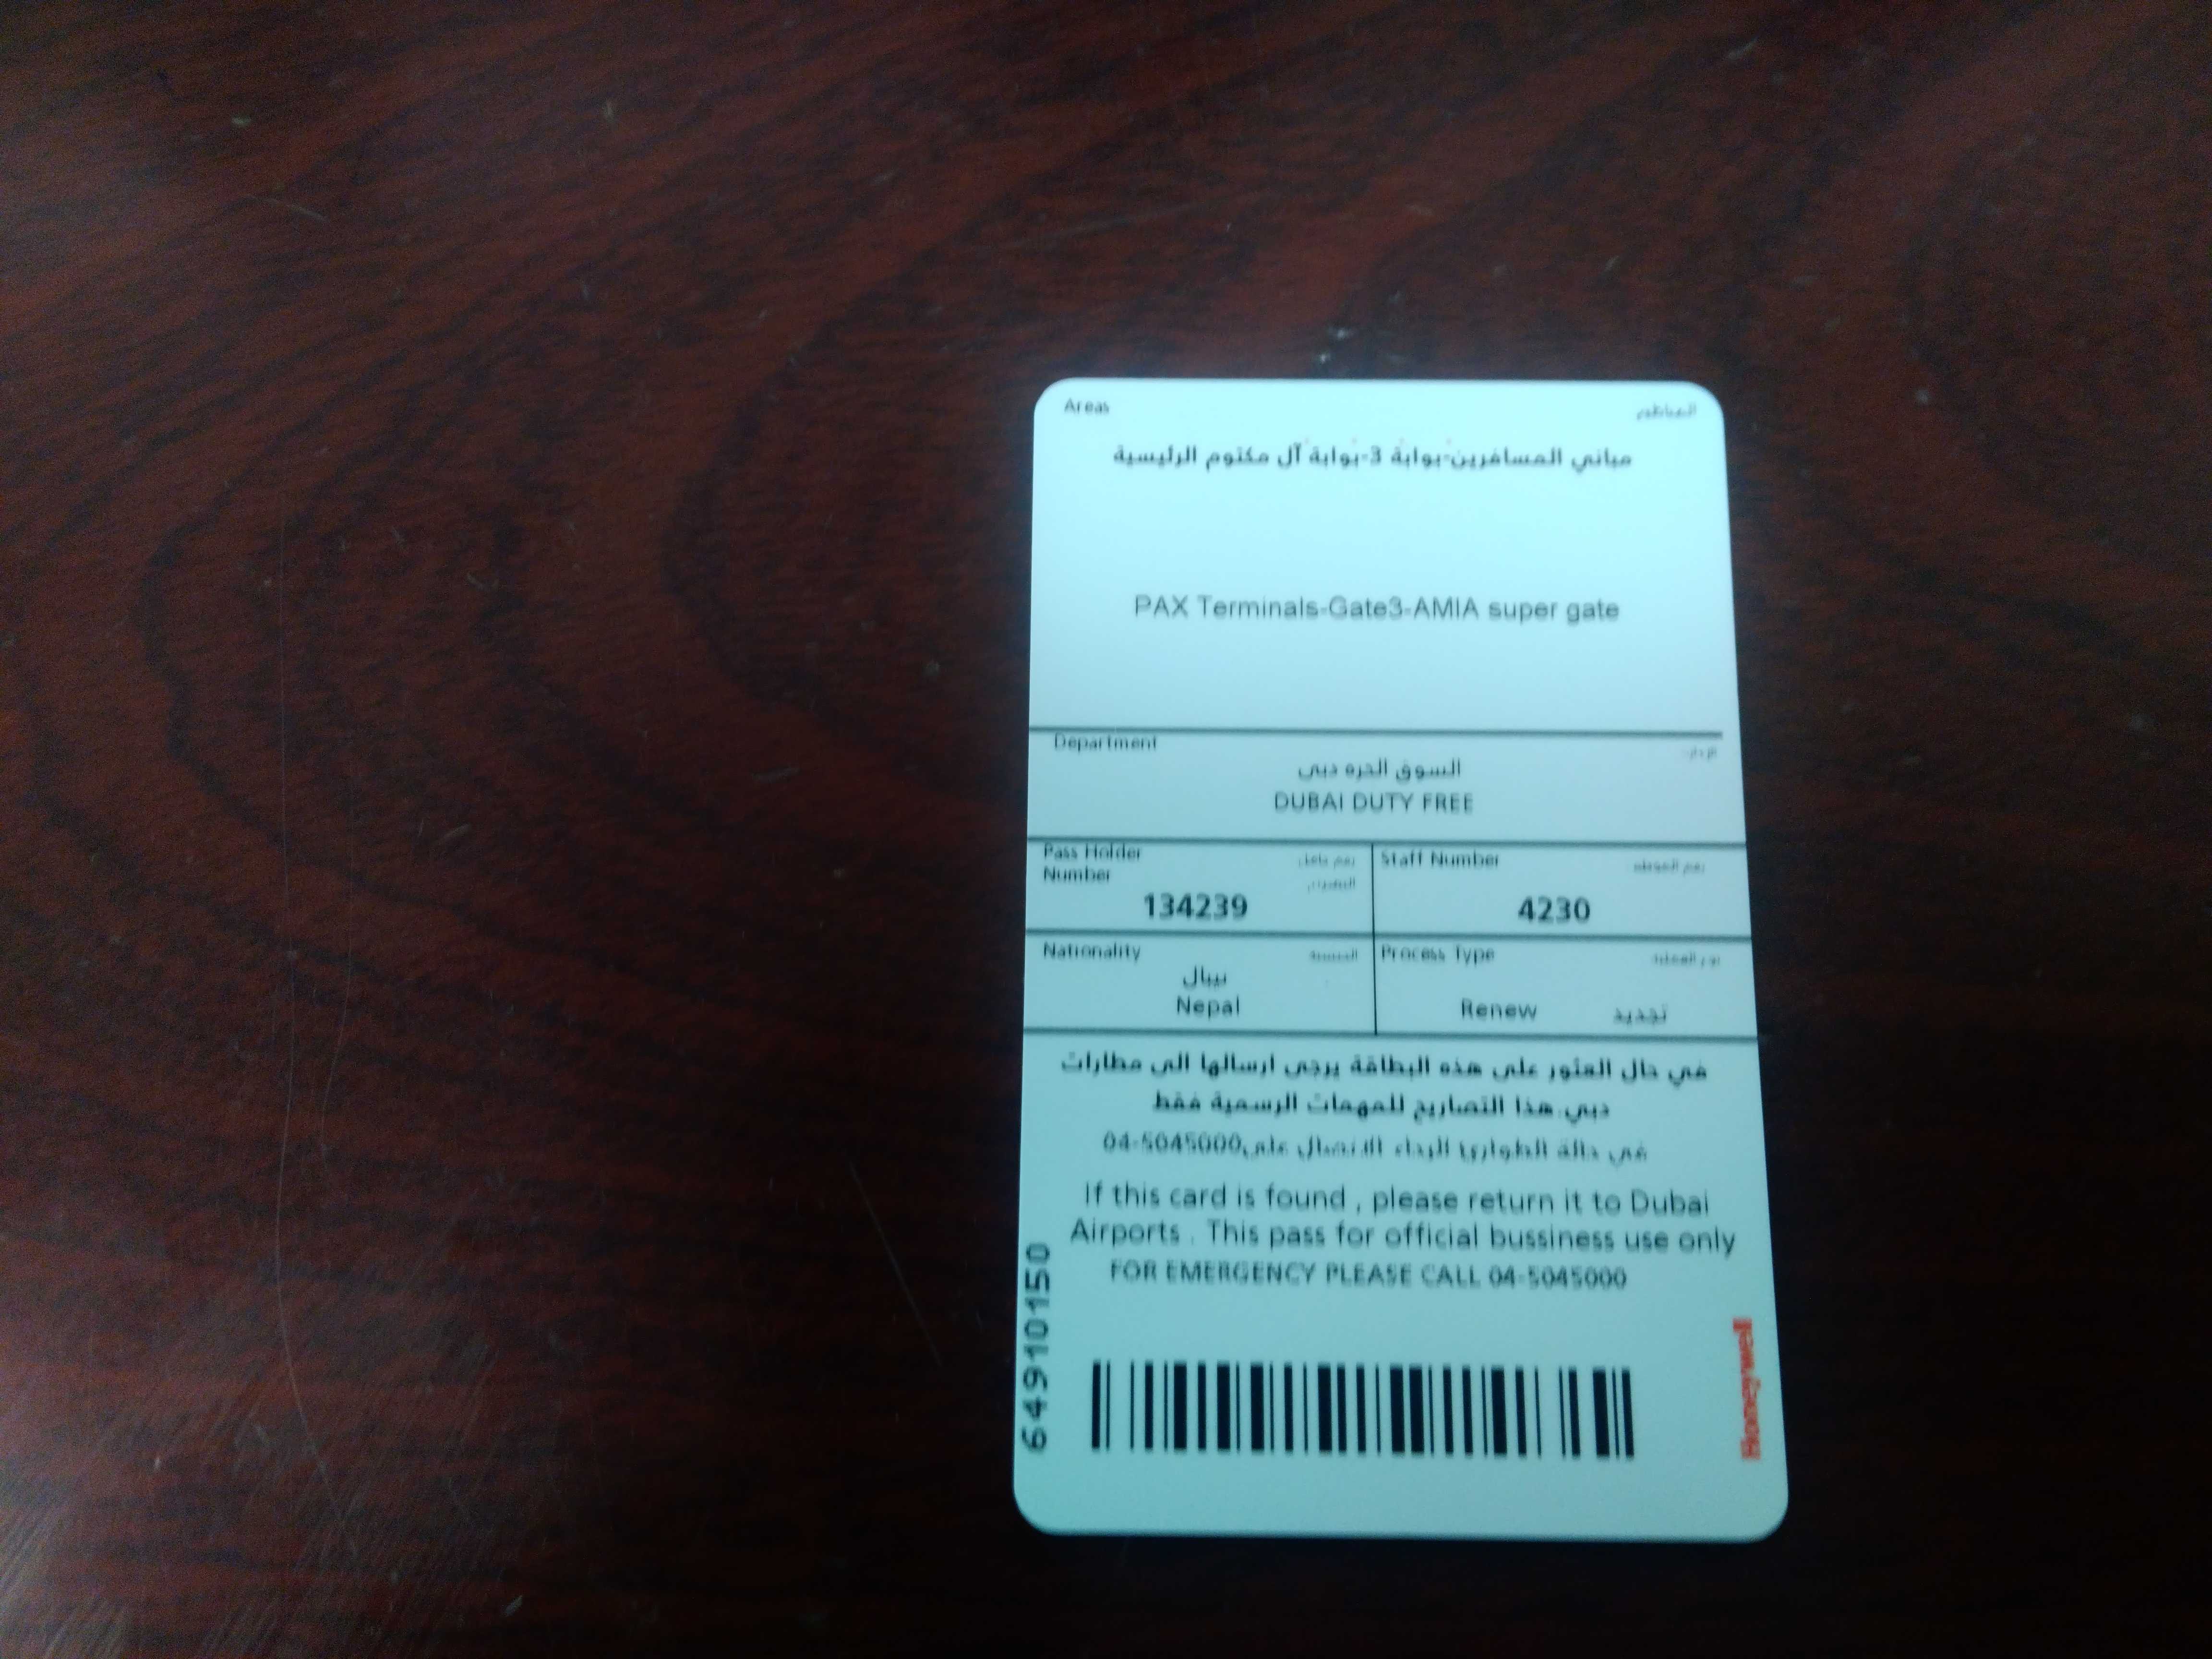 Areas
المناطق
مباني المسافرين-بوابة 3-بوابة آل مكتوم الرئيسية
PAX Terminals-Gate3-AMIA super gate
Department
السوق الحره دبى
DUBAI DUTY FREE
Pass Holder رقم حامل
Number
134239
Staff Number
4230
Nationality الجنسية
نيبال
Nepal
Process Type نوع العملية
Renew تجديد
في حال العثور على هذه البطاقة يرجى ارسالها الى مطارات
دبي. هذا التصاريح للمهمات الرسمية فقط
في حالة الطوارئ الرجاء الاتصال على04-5045000
If this card is found , please return it to Dubai
Airports . This pass for official bussiness use only
FOR EMERGENCY PLEASE CALL 04-5045000
64910150
Honeywell